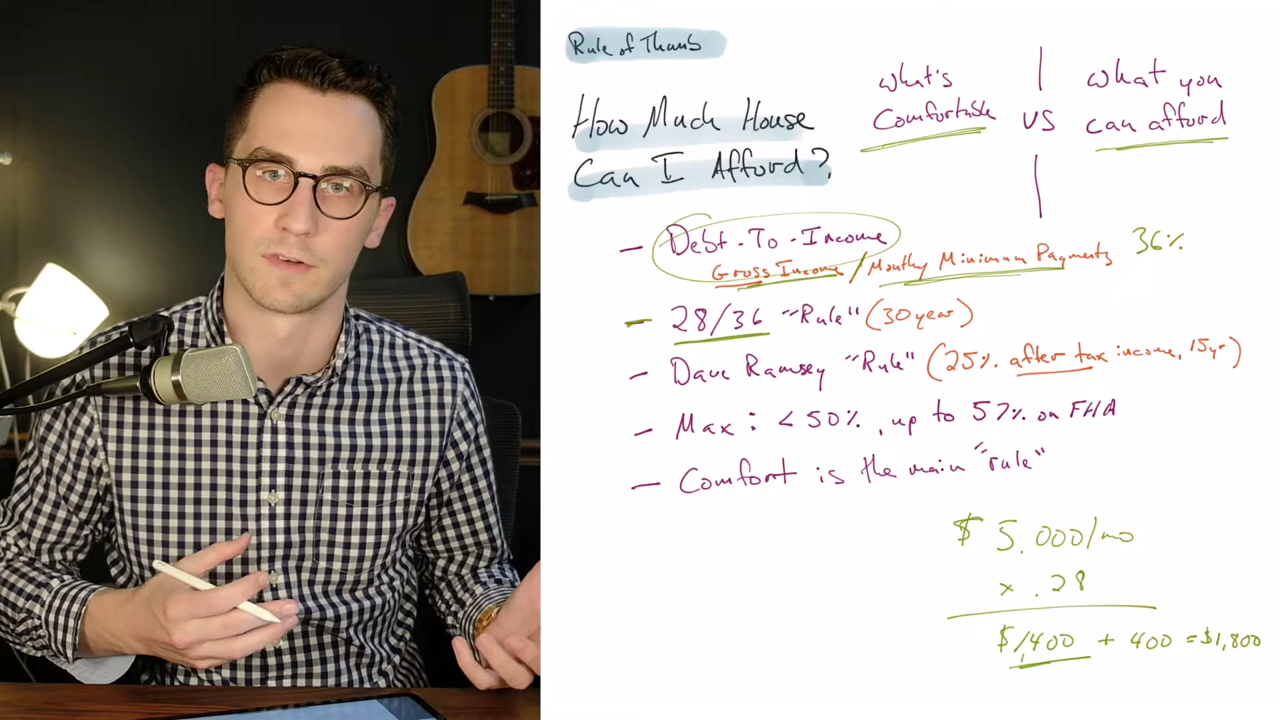 Rule of Thumb
How Much House
Can I Afford?
what's
Comfortable
VS
what you
can afford
- Debt-To-Income
Gross Income / Monthly Minimum Payments 36%
- 28/36 "Rule" (30 year)
- Dave Ramsey "Rule" (25% after tax income, 15yr)
- Max: < 50%, up to 57% on FHA
- Comfort is the main "rule"
$ 5,000/mo
x .28
$1,400 + 400 = $1,800